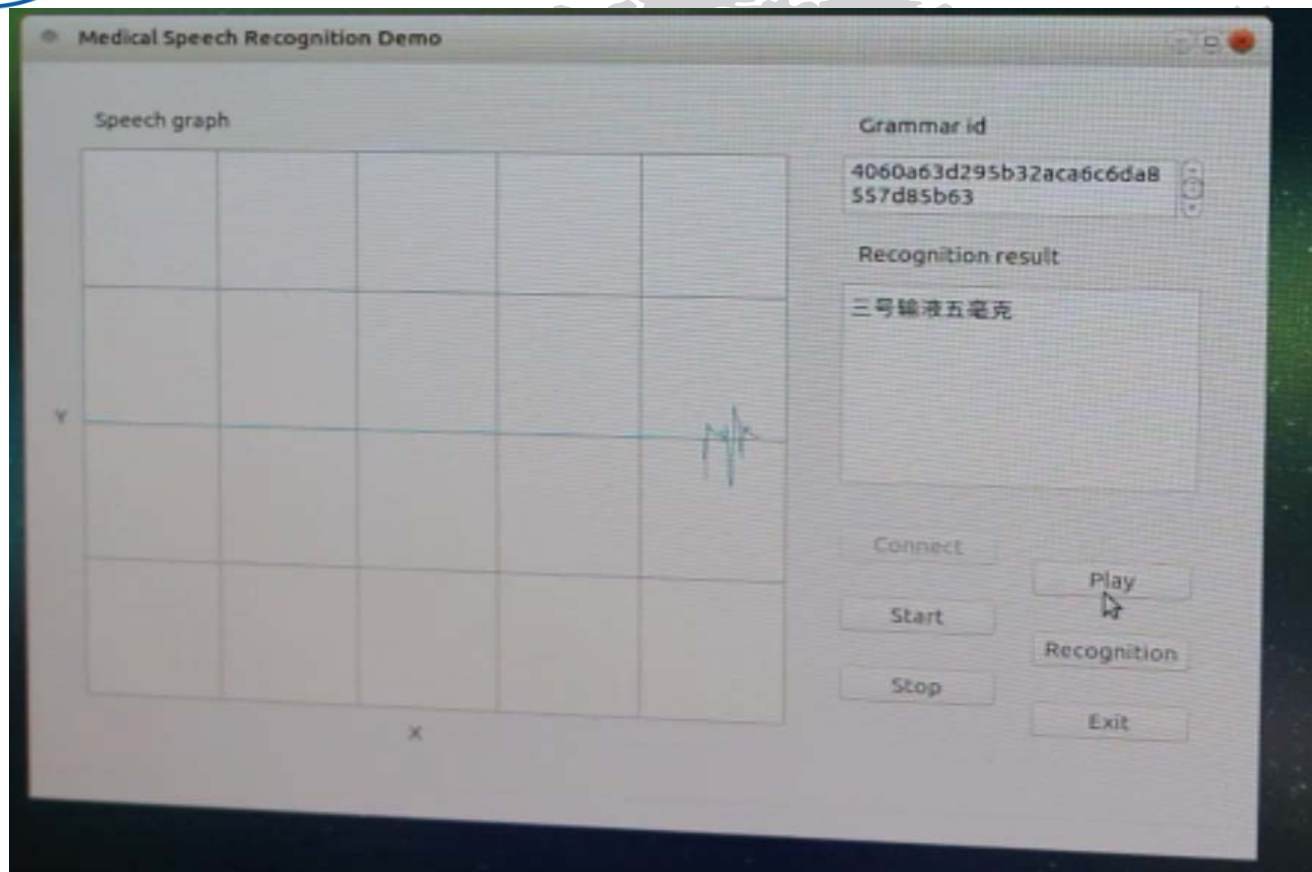 Medical Speech Recognition Demo
Speech graph
Y
X
Grammar id
4060a63d295b32aca6c6da8
557d85b63
Recognition result
三号输液五毫克
Connect
Play
Start
Recognition
Stop
Exit